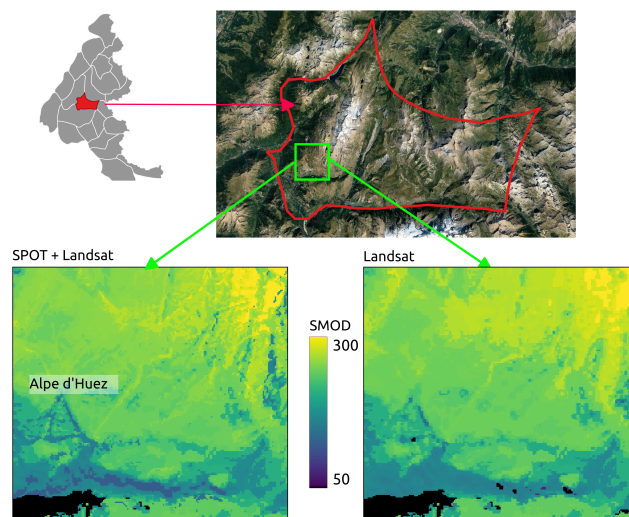 SPOT + Landsat
Landsat
SMOD
300
Alpe d'Huez
50